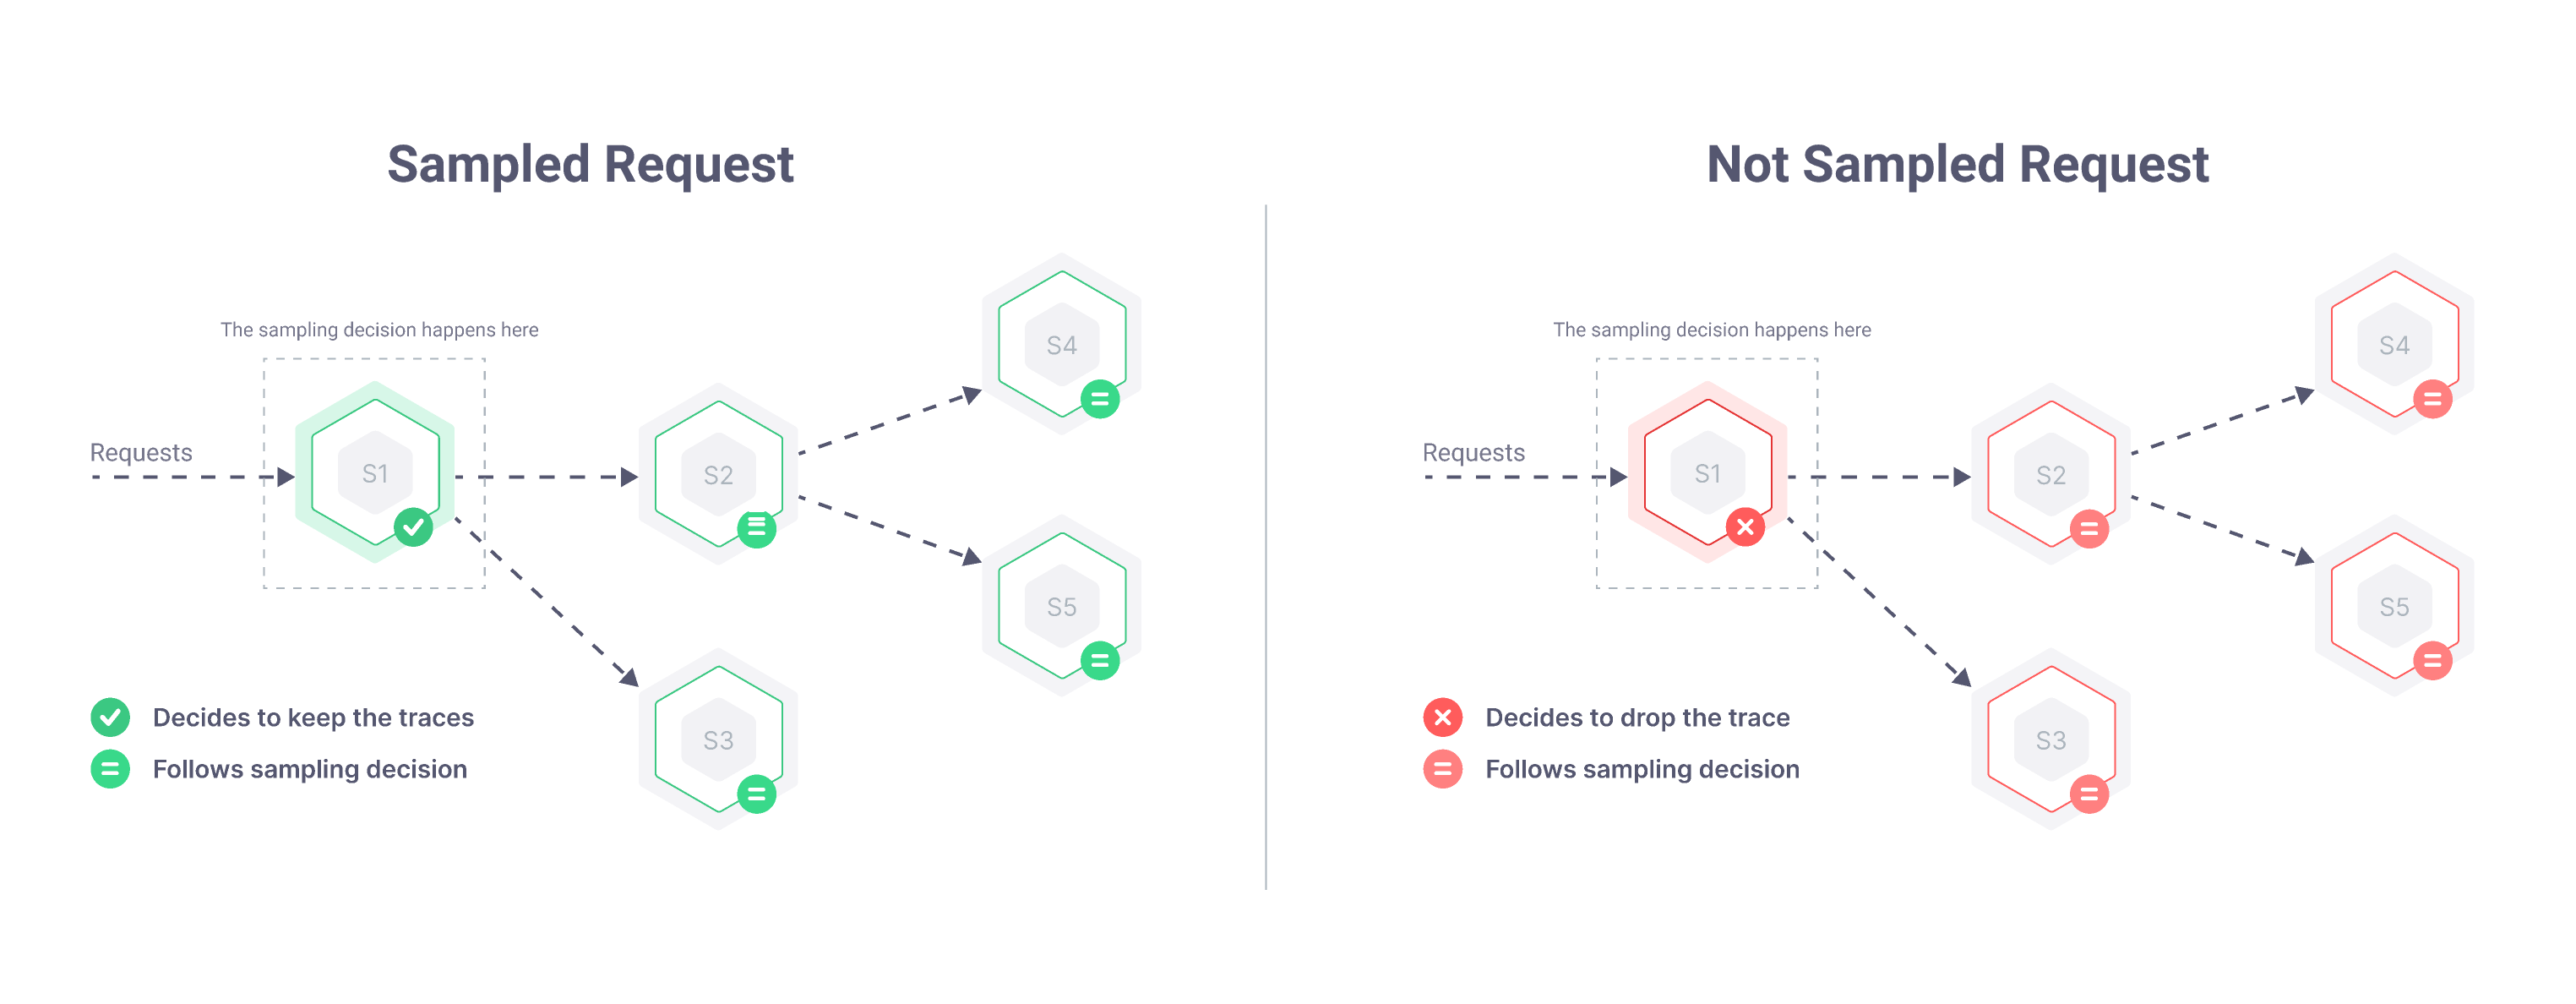 Sampled Request
The sampling decision happens here
Requests
S1
S2
S4
S5
S3
Decides to keep the traces
Follows sampling decision
Not Sampled Request
The sampling decision happens here
Requests
S1
S2
S4
S5
S3
Decides to drop the trace
Follows sampling decision